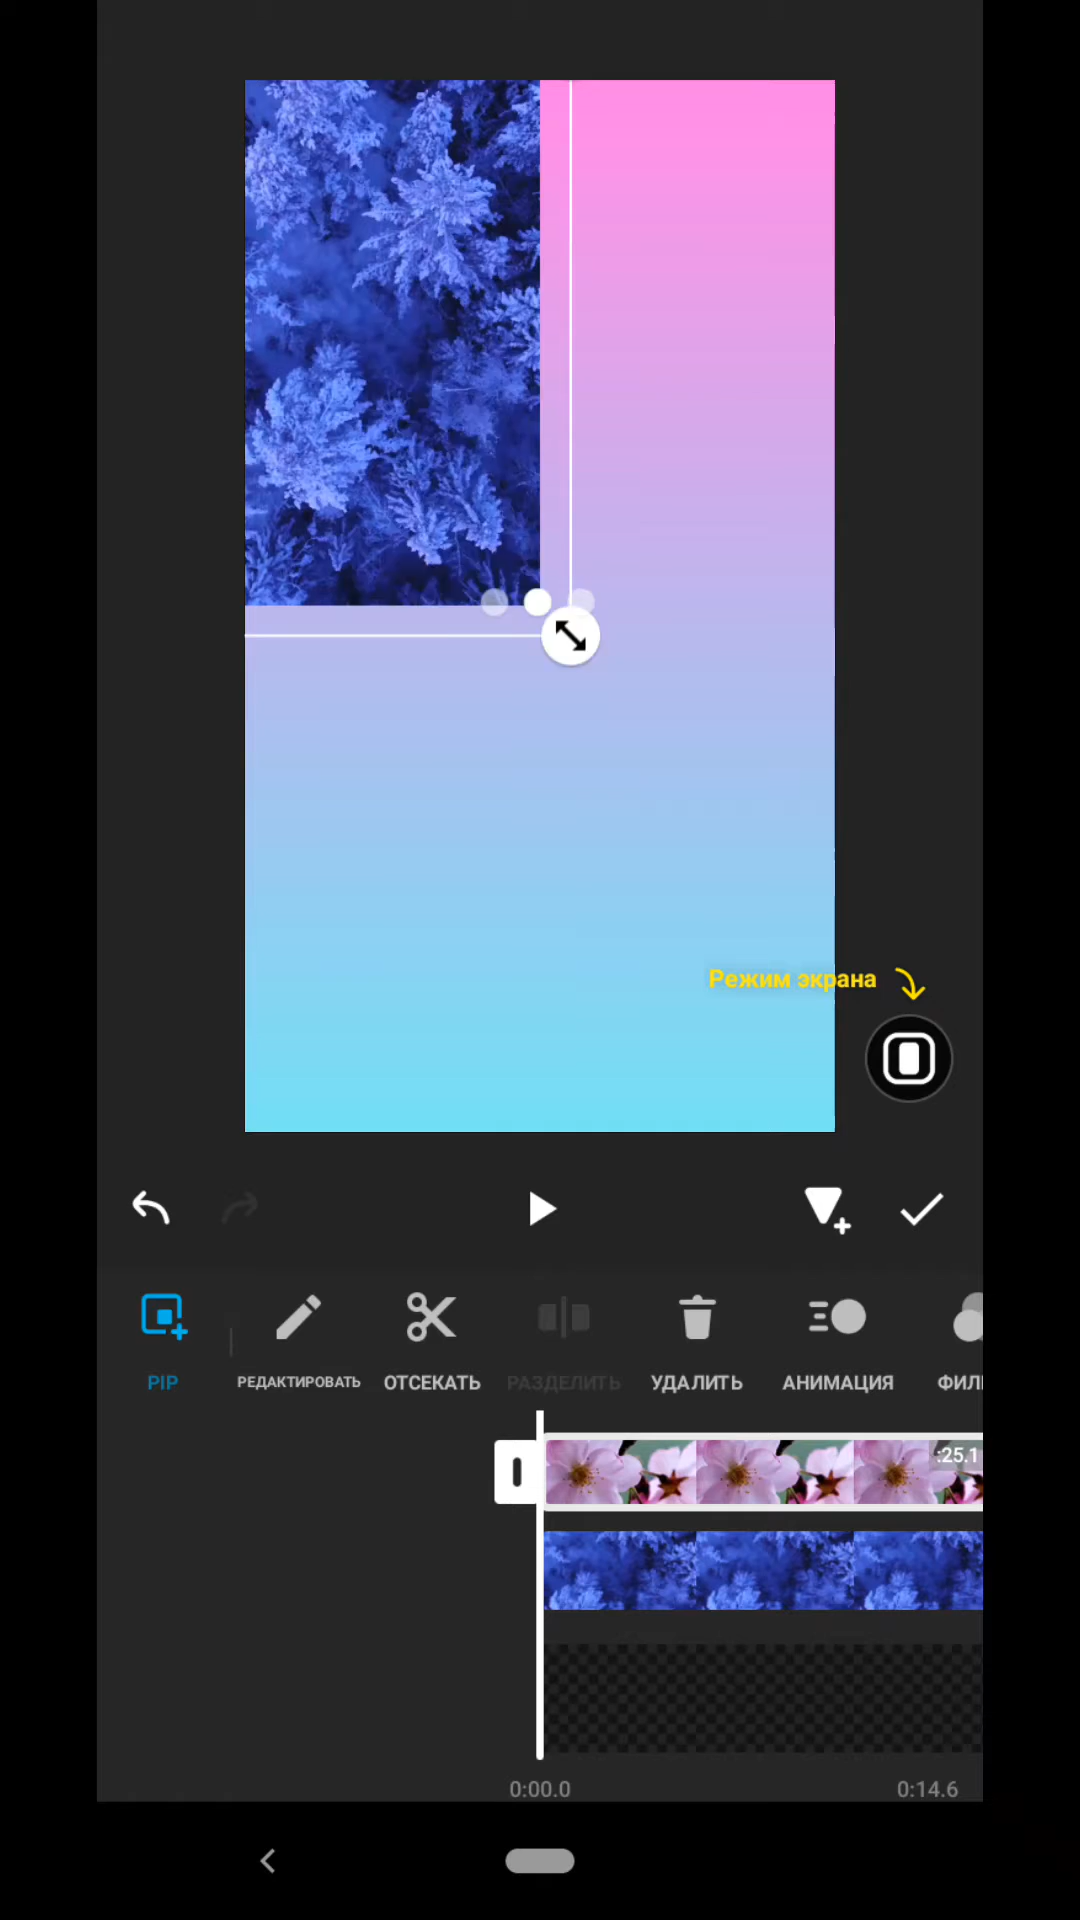 Режим экрана
PIP
РЕДАКТИРОВАТЬ
ОТСЕКАТЬ
РАЗДЕЛИТЬ
УДАЛИТЬ
АНИМАЦИЯ
ФИЛ
:25.1
0:00.0
0:14.6